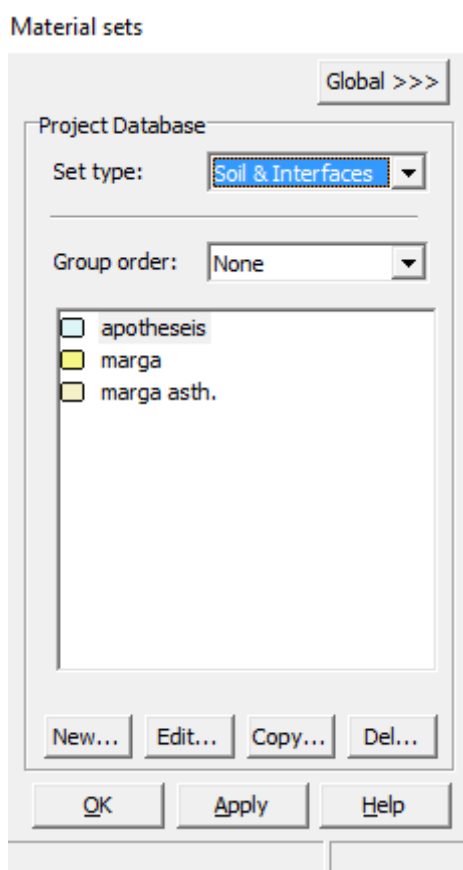 Material sets
Global >>>
Project Database
Set type: Soil & Interfaces
Group order: None
apotheseis
marga
marga asth.
New... Edit... Copy... Del...
OK Apply Help